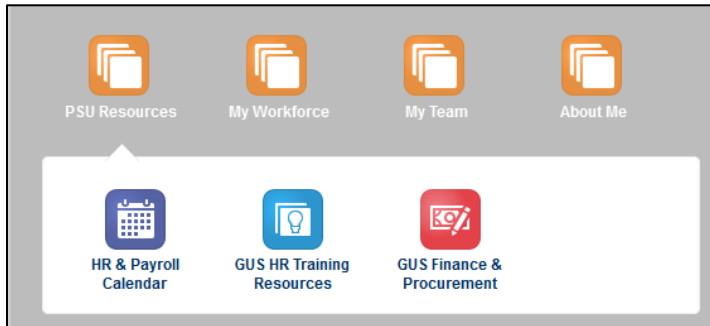 PSU Resources
My Workforce
My Team
About Me
HR & Payroll
Calendar
GUS HR Training
Resources
GUS Finance &
Procurement